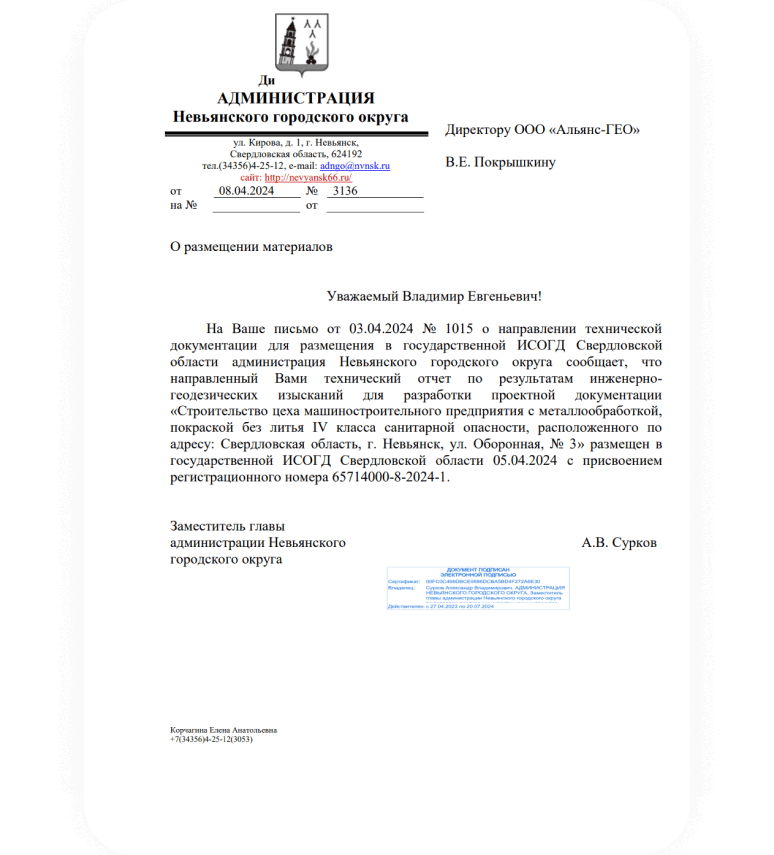 Ди
АДМИНИСТРАЦИЯ
Невьянского городского округа
ул. Кирова, д. 1, г. Невьянск,
Свердловская область, 624192
тел.(34356)4-25-12, e-mail: adngo@nvnsk.ru
сайт: http://nevyansk66.ru/
от 08.04.2024 № 3136
на № от
Директору ООО «Альянс-ГЕО»
В.Е. Покрышкину
О размещении материалов
Уважаемый Владимир Евгеньевич!
На Ваше письмо от 03.04.2024 № 1015 о направлении технической
документации для размещения в государственной ИСОГД Свердловской
области администрация Невьянского городского округа сообщает, что
направленный Вами технический отчет по результатам инженерно-
геодезических изысканий для разработки проектной документации
«Строительство цеха машиностроительного предприятия с металлообработкой,
покраской без литья IV класса санитарной опасности, расположенного по
адресу: Свердловская область, г. Невьянск, ул. Оборонная, № 3» размещен в
государственной ИСОГД Свердловской области 05.04.2024 с присвоением
регистрационного номера 65714000-8-2024-1.
Заместитель главы
администрации Невьянского А.В. Сурков
городского округа
ДОКУМЕНТ ПОДПИСАН
ЭЛЕКТРОННОЙ ПОДПИСЬЮ
Сертификат:
Владелец: Сурков Александр Владимирович, АДМИНИСТРАЦИЯ
НЕВЬЯНСКОГО ГОРОДСКОГО ОКРУГА, Заместитель
главы администрации Невьянского городского округа
Действителен: с 27.04.2023 по 20.07.2024
Корчагина Елена Анатольевна
+7(34356)4-25-12(3053)